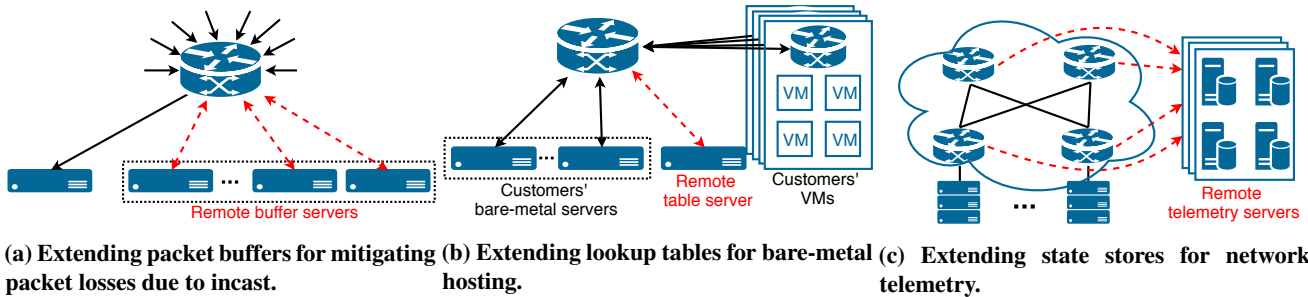 ...
Remote buffer servers
(a) Extending packet buffers for mitigating
packet losses due to incast.
...
Customers'
bare-metal servers
Remote
table server
VM VM
VM VM
Customers'
VMs
(b) Extending lookup tables for bare-metal
hosting.
...
Remote
telemetry servers
(c) Extending state stores for network
telemetry.